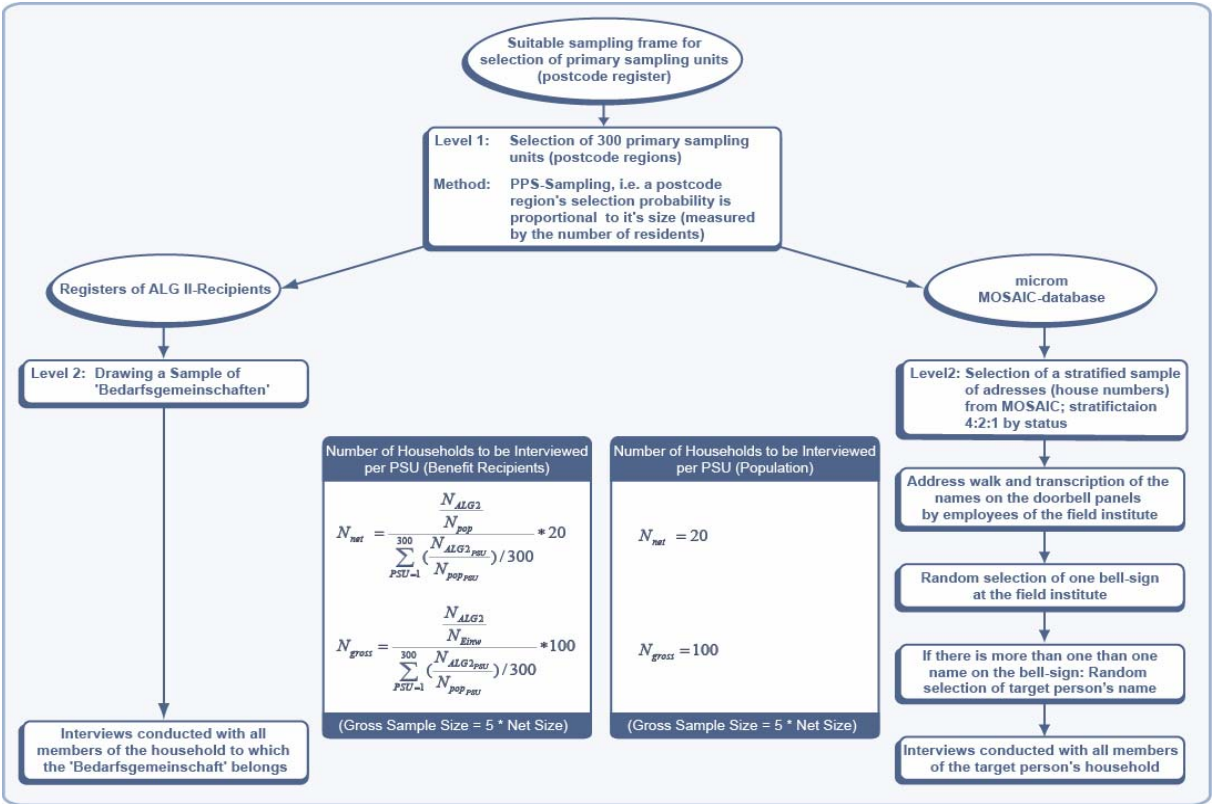 Suitable sampling frame for
selection of primary sampling units
(postcode register)
Level 1: Selection of 300 primary sampling
units (postcode regions)
Method: PPS-Sampling, i.e. a postcode
region's selection probability is
proportional to it's size (measured
by the number of residents)
Registers of ALG II-Recipients
Level 2: Drawing a Sample of
'Bedarfsgemeinschaften'
Interviews conducted with all
members of the household to which
the 'Bedarfsgemeinschaft' belongs
Number of Households to be Interviewed
per PSU (Benefit Recipients)
N_net = (N_ALG2 / N_pop) / (∑_{PSU=1}^{300} (N_ALG2_PSU / N_pop_PSU) / 300) * 20
N_gross = (N_ALG2 / N_Einw) / (∑_{PSU=1}^{300} (N_ALG2_PSU / N_pop_PSU) / 300) * 100
(Gross Sample Size = 5 * Net Size)
Number of Households to be Interviewed
per PSU (Population)
N_net = 20
N_gross = 100
(Gross Sample Size = 5 * Net Size)
microm
MOSAIC-database
Level2: Selection of a stratified sample
of adresses (house numbers)
from MOSAIC; stratifictaion
4:2:1 by status
Address walk and transcription of the
names on the doorbell panels
by employees of the field institute
Random selection of one bell-sign
at the field institute
If there is more than one than one
name on the bell-sign: Random
selection of target person's name
Interviews conducted with all members
of the target person's household